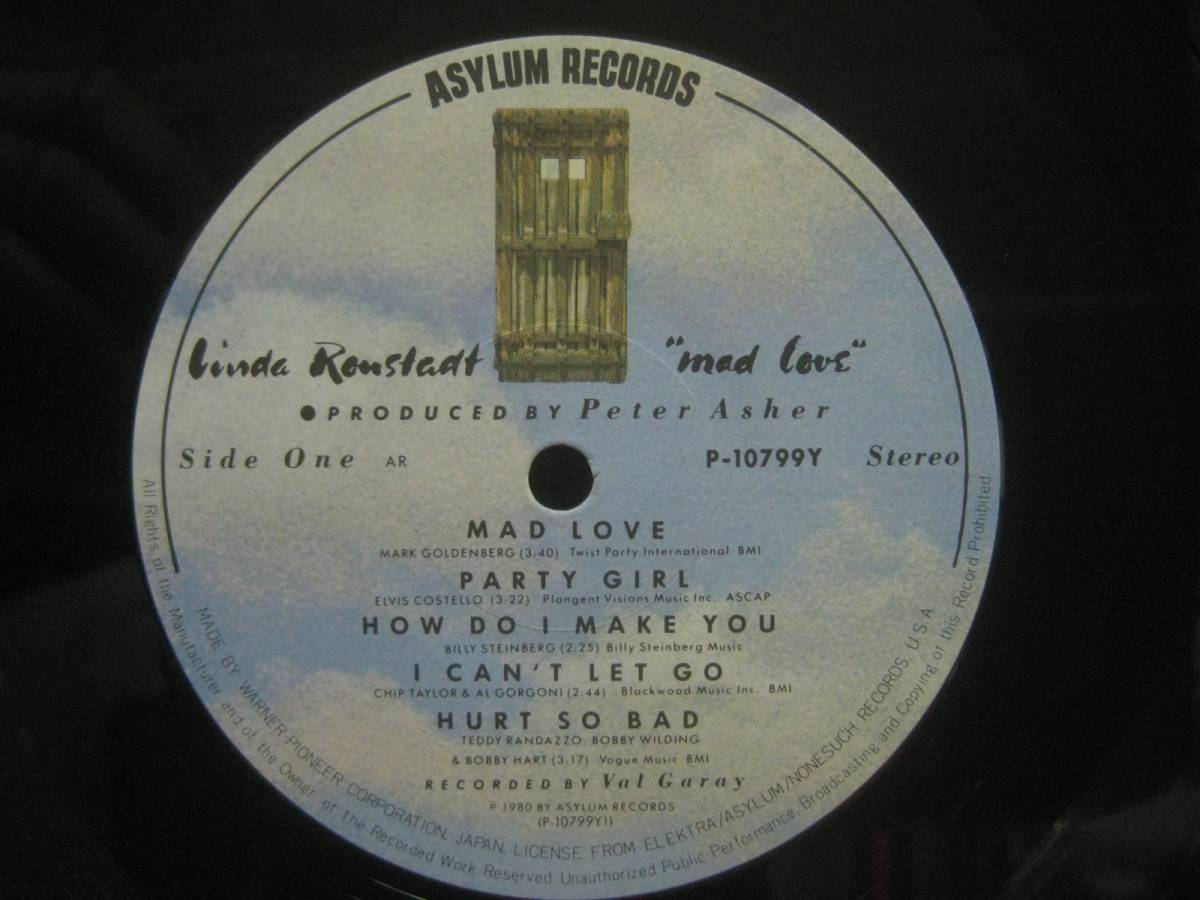 ASYLUM RECORDS
Linda Ronstadt "mad love"
●PRODUCED BY Peter Asher
Side One AR P-10799Y Stereo
MAD LOVE
MARK GOLDENBERG (3:40) Twist Party International BMI
PARTY GIRL
ELVIS COSTELLO (3:22) Plangent Visions Music Inc. ASCAP
HOW DO I MAKE YOU
BILLY STEINBERG (2:25) Billy Steinberg Music
I CAN'T LET GO
CHIP TAYLOR & AL GORGONI (2:44) Blackwood Music Inc. BMI
HURT SO BAD
TEDDY RANDAZZO, BOBBY WILDING
& BOBBY HART (3:17) Vogue Music BMI
RECORDED BY Val Garay
℗ 1980 BY ASYLUM RECORDS
(P-10799Y1)
MADE BY WARNER-PIONEER CORPORATION, JAPAN. LICENSE FROM ELEKTRA/ASYLUM/NONESUCH RECORDS, U.S.A
All Rights of the Manufacturer and of the Owner of the Recorded Work Reserved. Unauthorized Public Performance, Broadcasting and Copying of this Record Prohibited